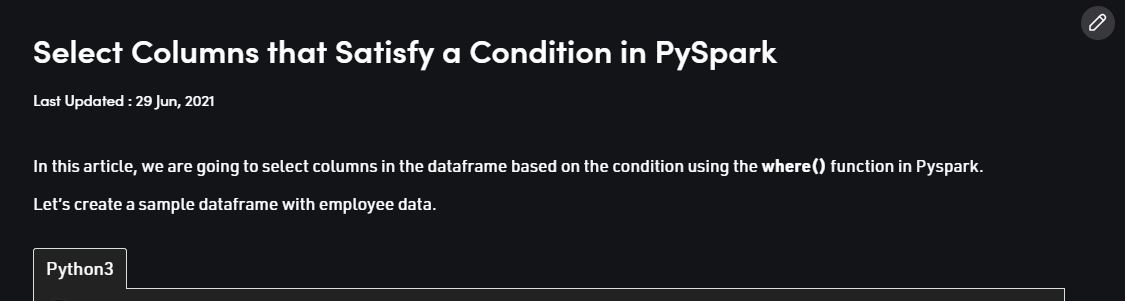 Select Columns that Satisfy a Condition in PySpark
Last Updated : 29 Jun, 2021
In this article, we are going to select columns in the dataframe based on the condition using the where() function in Pyspark.
Let’s create a sample dataframe with employee data.
Python3